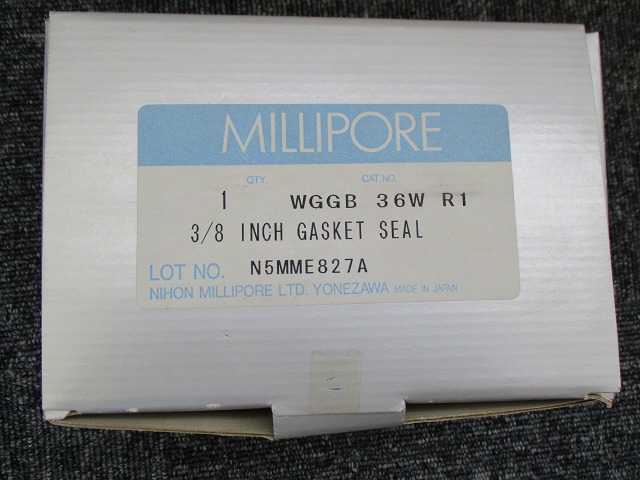 MILLIPORE
QTY. CAT.NO.
1 WGGB 36W R1
3/8 INCH GASKET SEAL
LOT NO. N5MME827A
NIHON MILLIPORE LTD. YONEZAWA MADE IN JAPAN